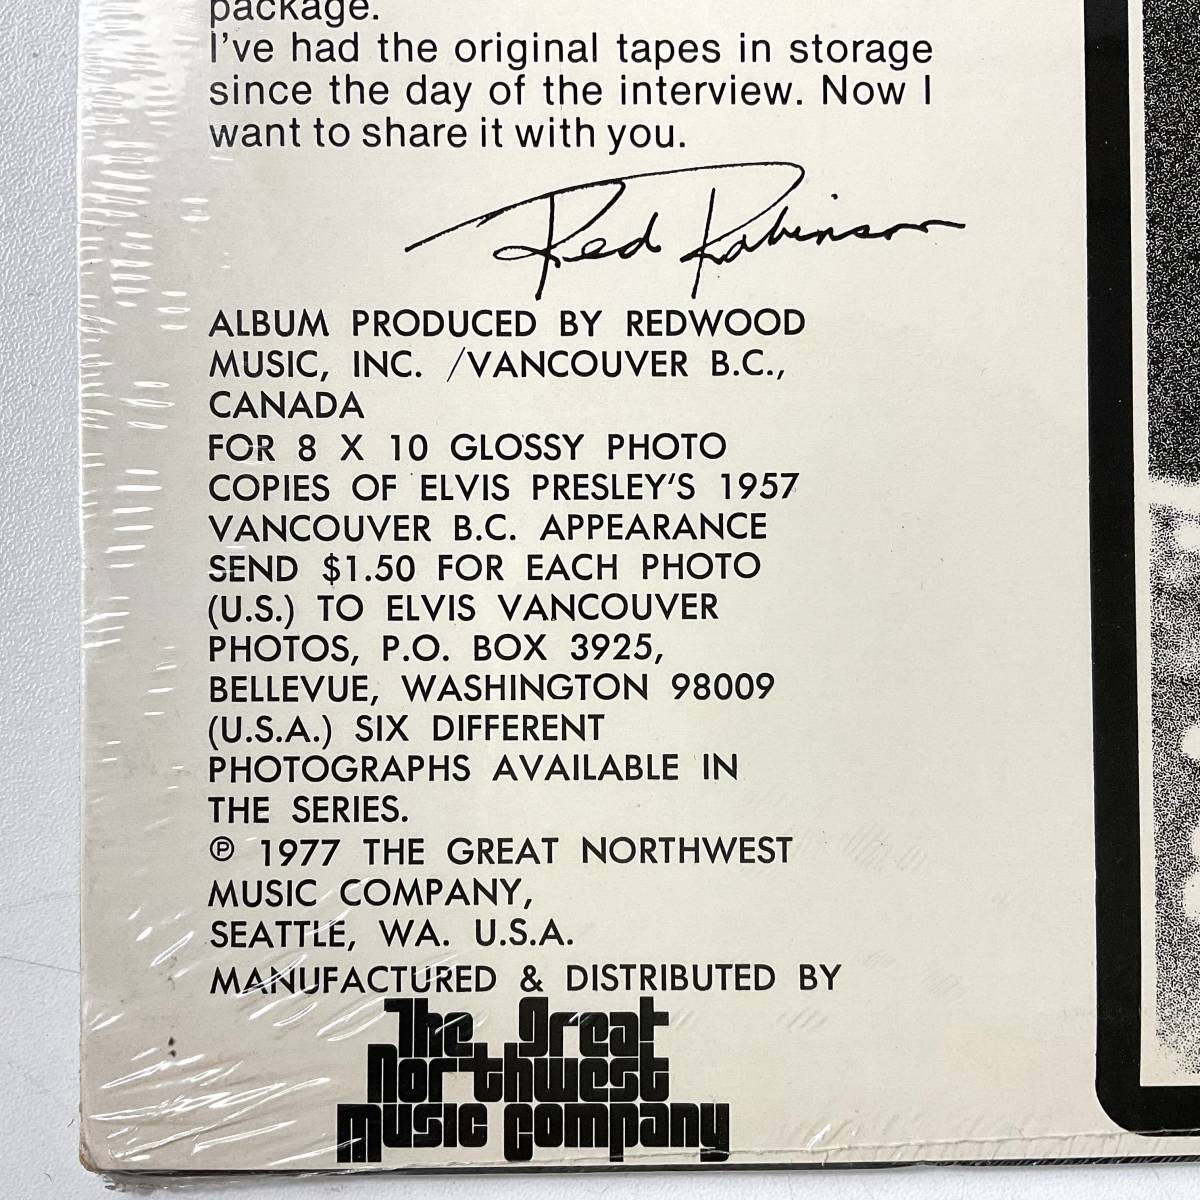 package.
I've had the original tapes in storage
since the day of the interview. Now I
want to share it with you.
Red Robinson
ALBUM PRODUCED BY REDWOOD
MUSIC, INC. /VANCOUVER B.C.,
CANADA
FOR 8 X 10 GLOSSY PHOTO
COPIES OF ELVIS PRESLEY'S 1957
VANCOUVER B.C. APPEARANCE
SEND $1.50 FOR EACH PHOTO
(U.S.) TO ELVIS VANCOUVER
PHOTOS, P.O. BOX 3925,
BELLEVUE, WASHINGTON 98009
(U.S.A.) SIX DIFFERENT
PHOTOGRAPHS AVAILABLE IN
THE SERIES.
℗ 1977 THE GREAT NORTHWEST
MUSIC COMPANY,
SEATTLE, WA. U.S.A.
MANUFACTURED & DISTRIBUTED BY
The Great
Northwest
Music Company